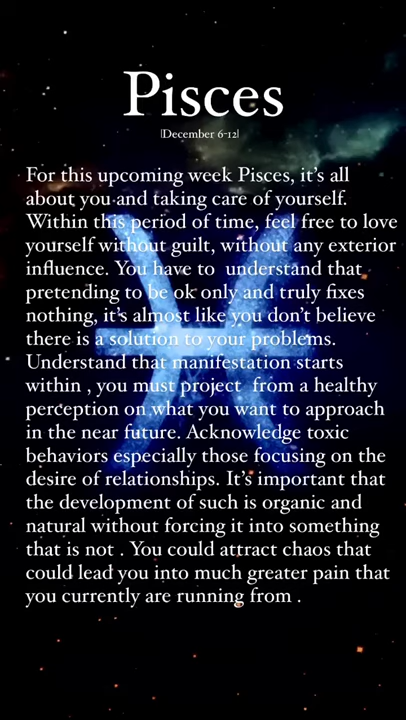 Pisces
|December 6-12|
For this upcoming week Pisces, it's all
about you and taking care of yourself.
Within this period of time, feel free to love
yourself without guilt, without any exterior
influence. You have to understand that
pretending to be ok only and truly fixes
nothing, it's almost like you don't believe
there is a solution to your problems.
Understand that manifestation starts
within , you must project from a healthy
perception on what you want to approach
in the near future. Acknowledge toxic
behaviors especially those focusing on the
desire of relationships. It's important that
the development of such is organic and
natural without forcing it into something
that is not . You could attract chaos that
could lead you into much greater pain that
you currently are running from .